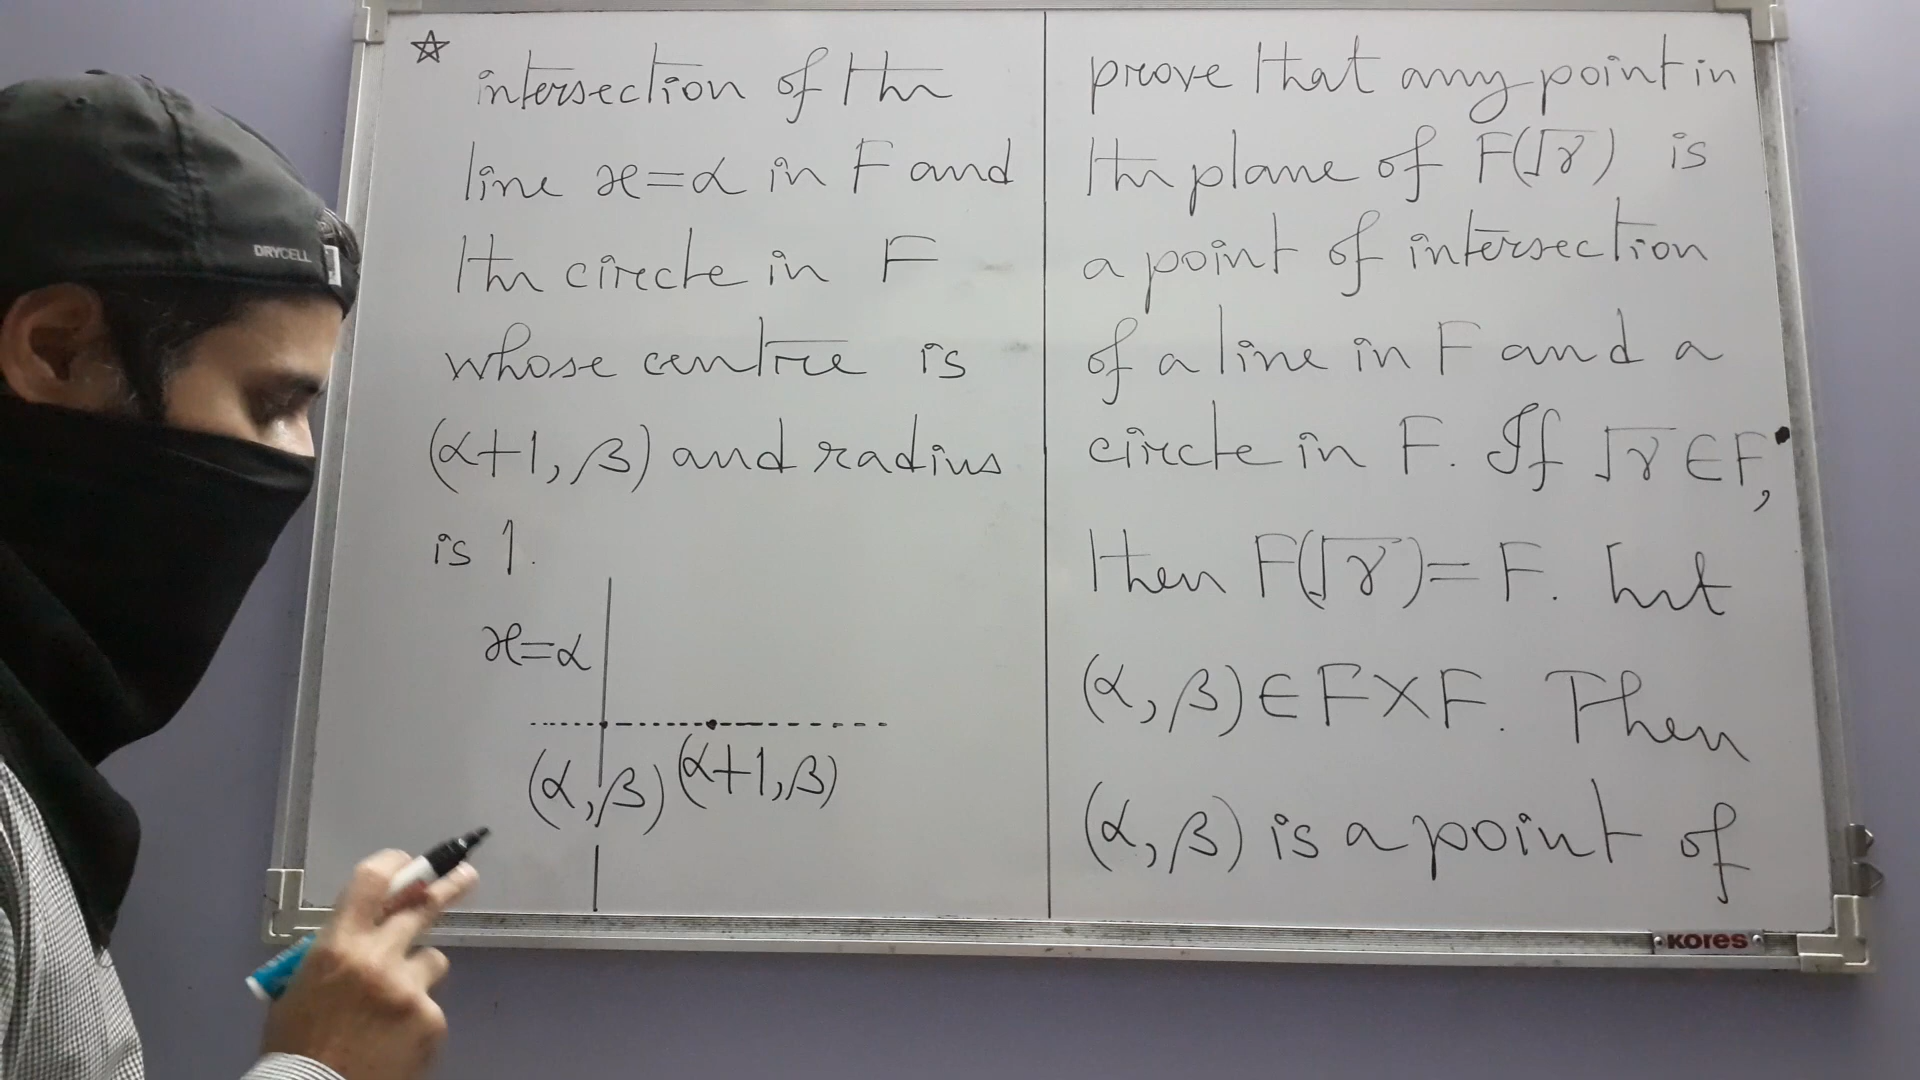 ☆ intersection of the
line x=α in F and
the circle in F
whose centre is
(α+1, β) and radius
is 1.
x=α
(α, β) (α+1, β)
prove that any point in
the plane of F(√γ) is
a point of intersection
of a line in F and a
circle in F. If √γ ∈ F,
then F(√γ) = F. Let
(α, β) ∈ F×F. Then
(α, β) is a point of
DRYCELL
KORES